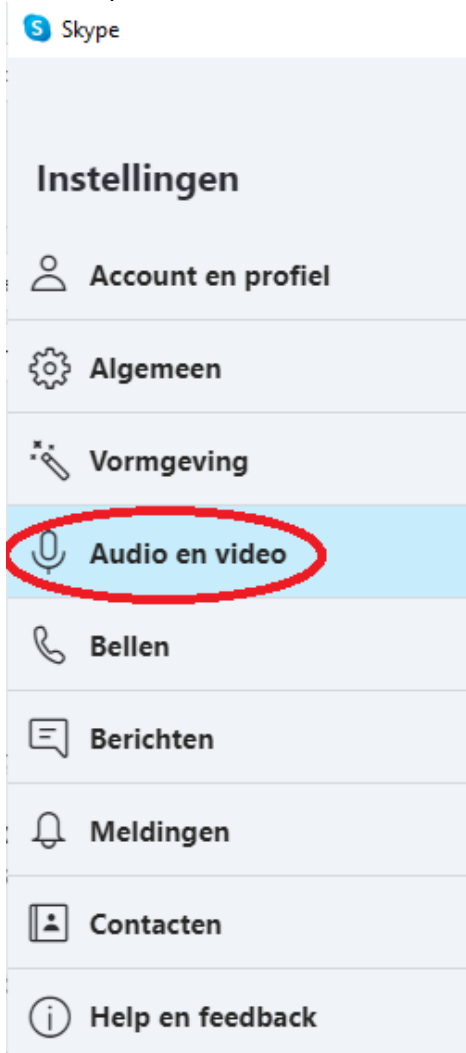 Skype
Instellingen
Account en profiel
Algemeen
Vormgeving
Audio en video
Bellen
Berichten
Meldingen
Contacten
Help en feedback